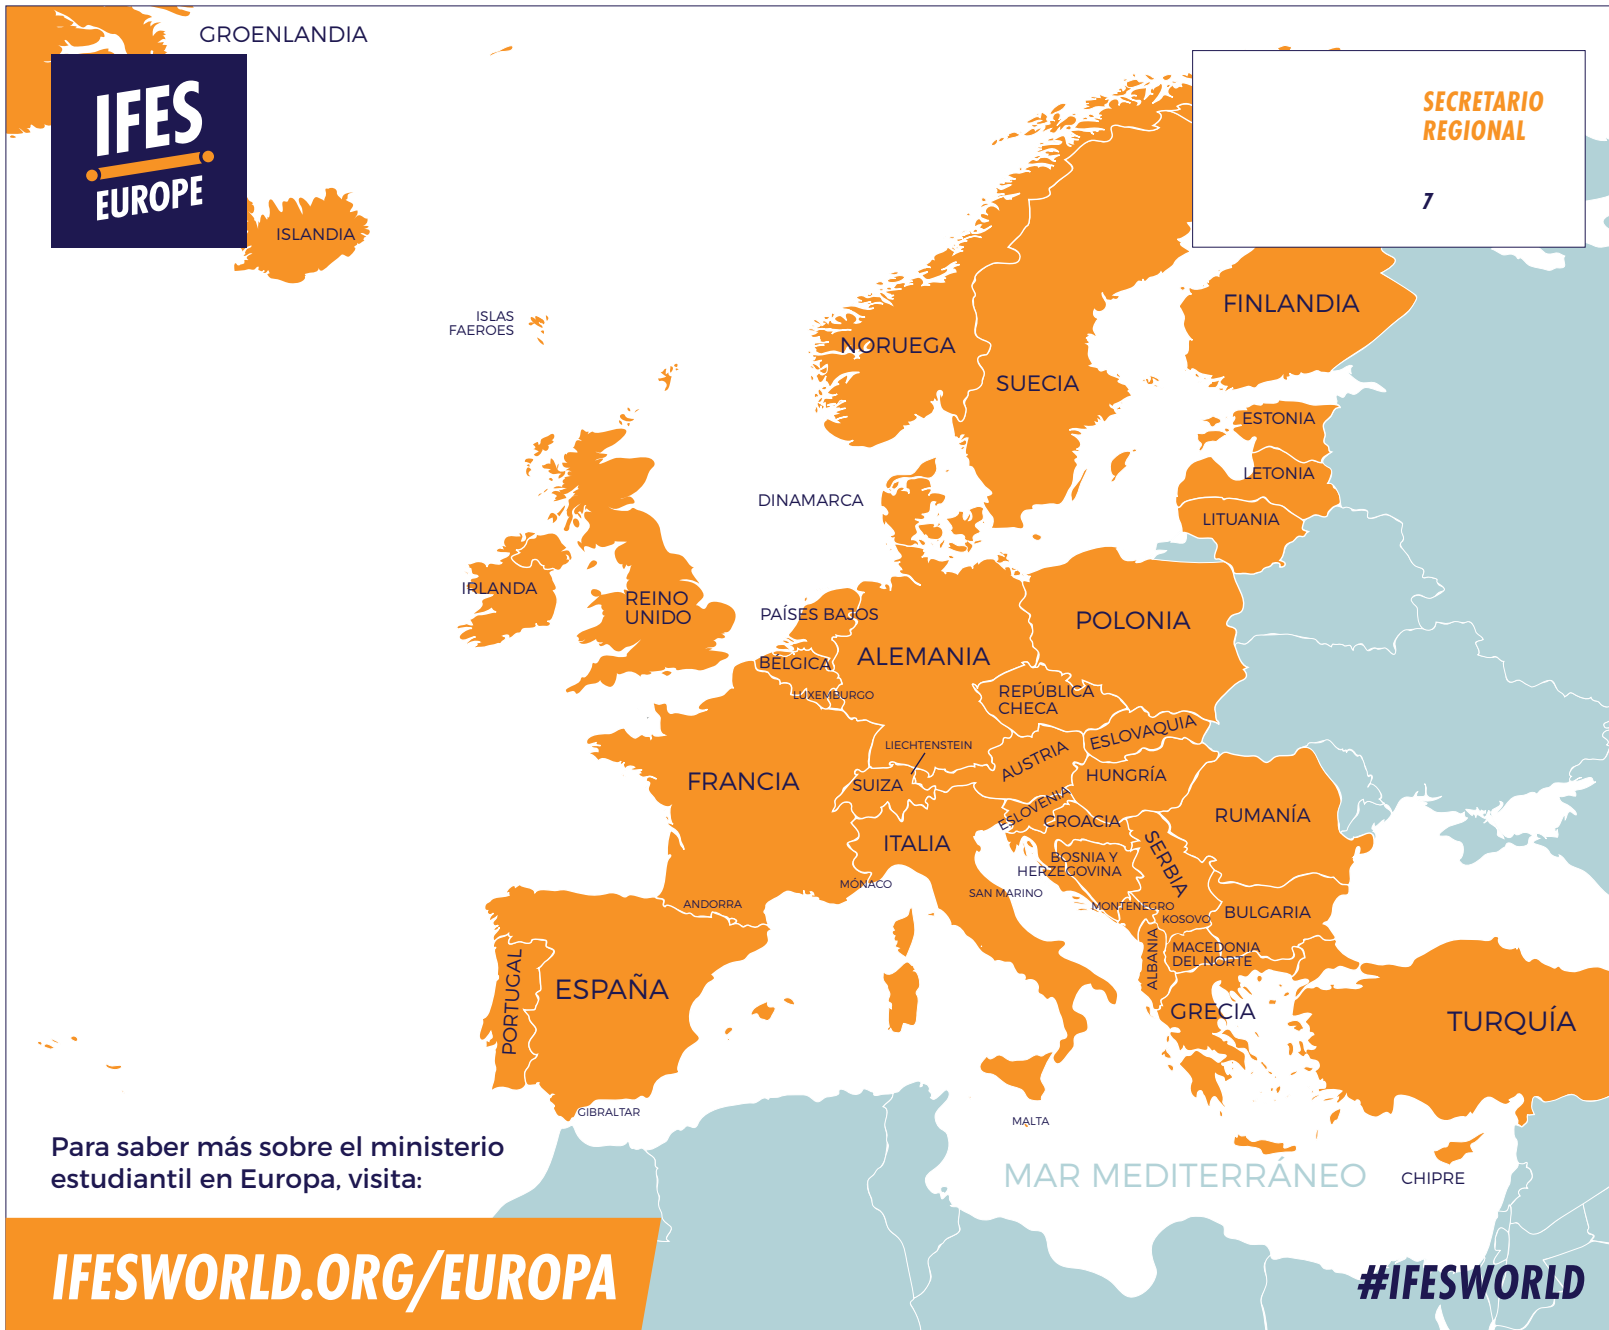 GROENLANDIA
IFES
EUROPE
SECRETARIO
REGIONAL
7
ISLANDIA
ISLAS
FAEROES
FINLANDIA
NORUEGA
SUECIA
ESTONIA
LETONIA
DINAMARCA
LITUANIA
IRLANDA
REINO
UNIDO
PAÍSES BAJOS
POLONIA
BÉLGICA
ALEMANIA
LUXEMBURGO
REPÚBLICA
CHECA
ESLOVAQUIA
LIECHTENSTEIN
AUSTRIA
HUNGRÍA
FRANCIA
SUIZA
ESLOVENIA
CROACIA
RUMANÍA
ITALIA
SERBIA
BOSNIA Y
HERZEGOVINA
MÓNACO
SAN MARINO
ANDORRA
MONTENEGRO
KOSOVO
BULGARIA
ALBANIA
MACEDONIA
DEL NORTE
PORTUGAL
ESPAÑA
GRECIA
TURQUÍA
GIBRALTAR
MALTA
MAR MEDITERRÁNEO
CHIPRE
Para saber más sobre el ministerio
estudiantil en Europa, visita:
IFESWORLD.ORG/EUROPA
#IFESWORLD